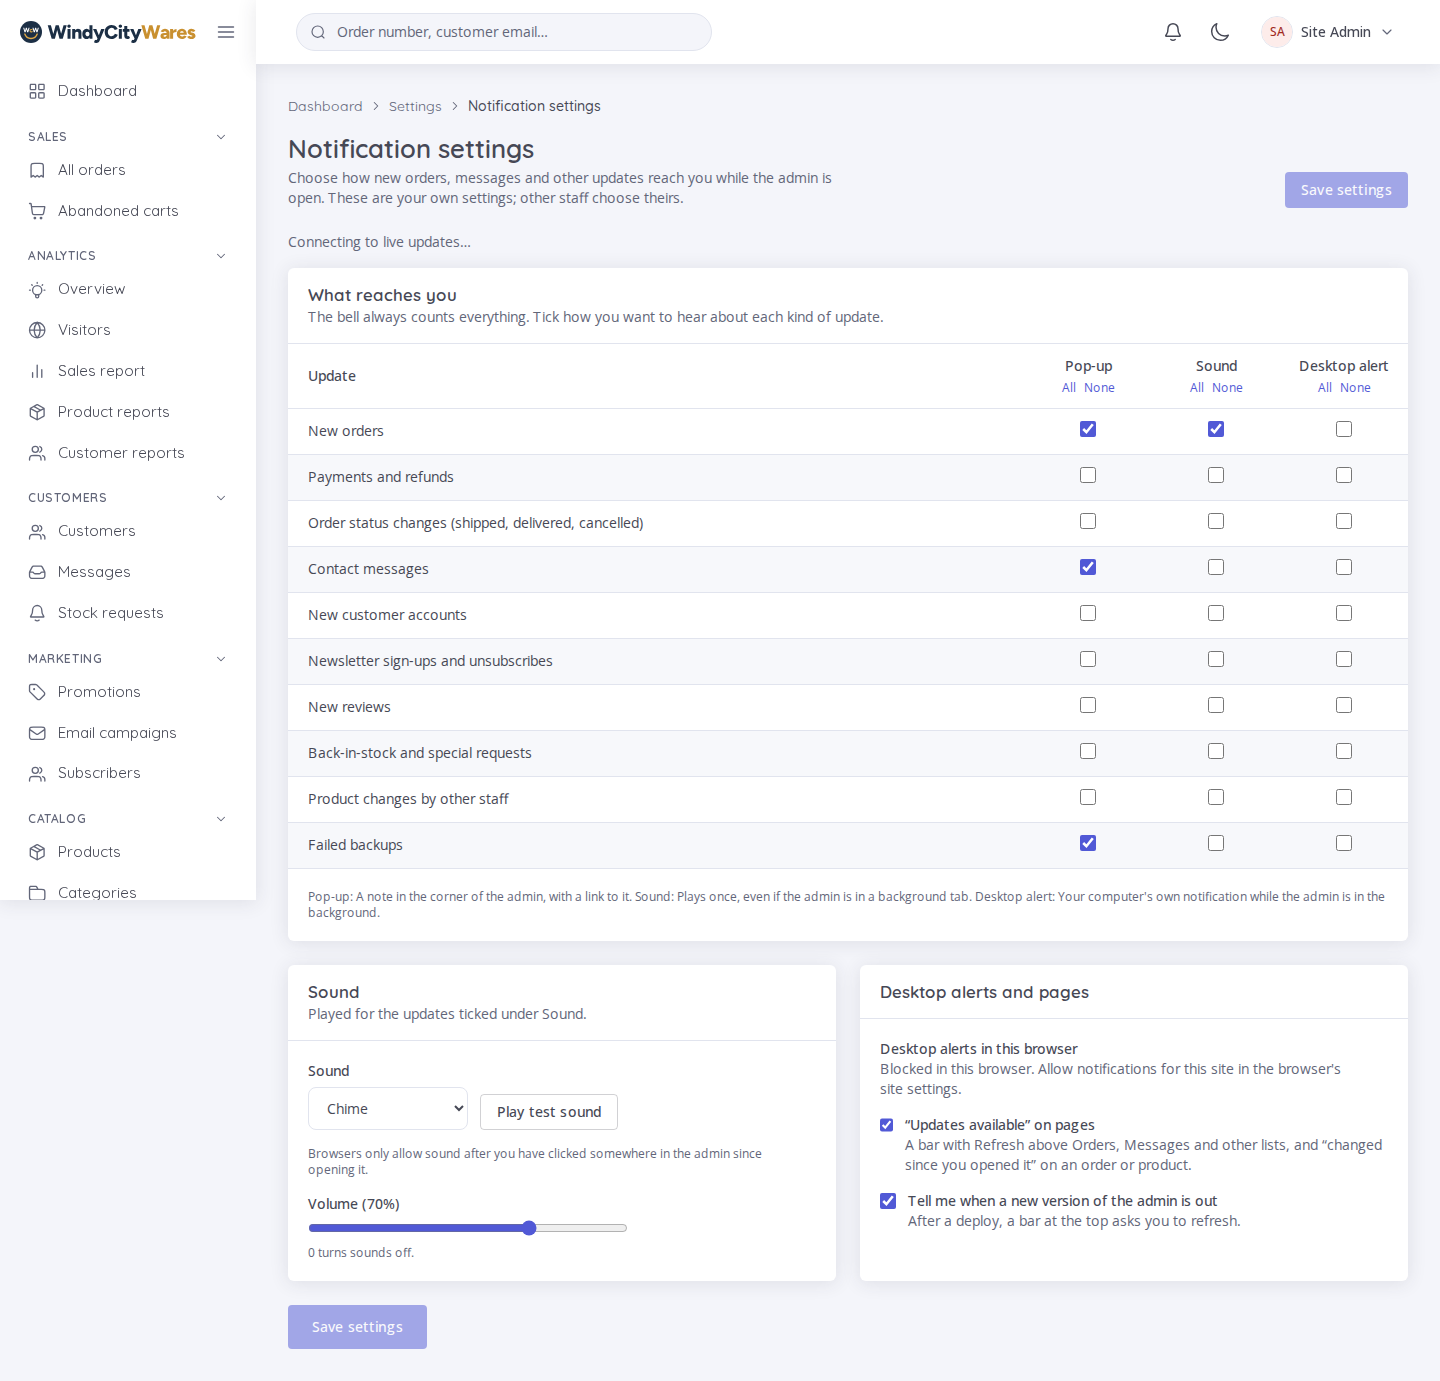 WindyCityWares
Order number, customer email...
SA
Site Admin
Dashboard
SALES
All orders
Abandoned carts
ANALYTICS
Overview
Visitors
Sales report
Product reports
Customer reports
CUSTOMERS
Customers
Messages
Stock requests
MARKETING
Promotions
Email campaigns
Subscribers
CATALOG
Products
Categories
Dashboard > Settings > Notification settings
Notification settings
Choose how new orders, messages and other updates reach you while the admin is
open. These are your own settings; other staff choose theirs.
Save settings
Connecting to live updates...
What reaches you
The bell always counts everything. Tick how you want to hear about each kind of update.
Update Pop-up Sound Desktop alert
All None All None All None
New orders
Payments and refunds
Order status changes (shipped, delivered, cancelled)
Contact messages
New customer accounts
Newsletter sign-ups and unsubscribes
New reviews
Back-in-stock and special requests
Product changes by other staff
Failed backups
Pop-up: A note in the corner of the admin, with a link to it. Sound: Plays once, even if the admin is in a background tab. Desktop alert: Your computer's own notification while the admin is in the
background.
Sound
Played for the updates ticked under Sound.
Sound
Chime
Play test sound
Browsers only allow sound after you have clicked somewhere in the admin since
opening it.
Volume (70%)
0 turns sounds off.
Desktop alerts and pages
Desktop alerts in this browser
Blocked in this browser. Allow notifications for this site in the browser's
site settings.
“Updates available” on pages
A bar with Refresh above Orders, Messages and other lists, and “changed
since you opened it” on an order or product.
Tell me when a new version of the admin is out
After a deploy, a bar at the top asks you to refresh.
Save settings